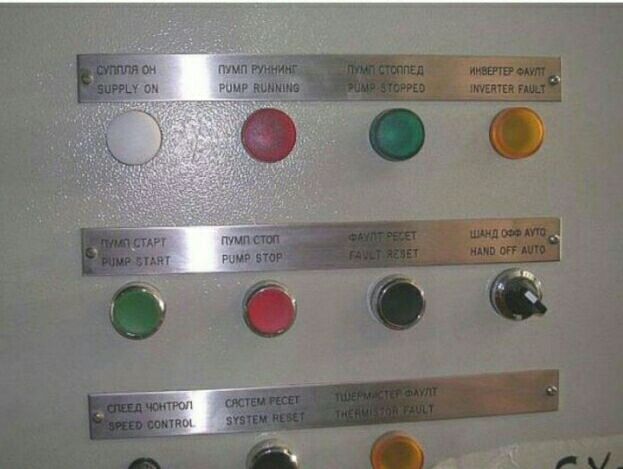 СУППЛЯ ОН ПУМП РУННИНГ ПУМП СТОППЕД ИНВЕРТЕР ФАУЛТ
SUPPLY ON PUMP RUNNING PUMP STOPPED INVERTER FAULT
ПУМП СТАРТ ПУМП СТОП ФАУЛТ РЕСЕТ ШАНД ОФФ АУТО
PUMP START PUMP STOP FAULT RESET HAND OFF AUTO
СПЕЕД ЧОНТРОЛ СЯСТЕМ РЕСЕТ ТШЕРМИСТЕР ФАУЛТ
SPEED CONTROL SYSTEM RESET THERMISTOR FAULT